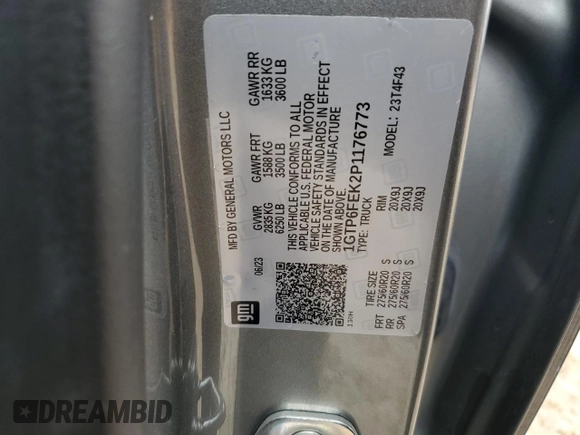 MFD BY GENERAL MOTORS LLC
06/23 GVWR GAWR FRT GAWR RR
2835 KG 1588 KG 1633 KG
6250 LB 3500 LB 3600 LB
THIS VEHICLE CONFORMS TO ALL
APPLICABLE U.S. FEDERAL MOTOR
VEHICLE SAFETY STANDARDS IN EFFECT
ON THE DATE OF MANUFACTURE
SHOWN ABOVE.
1GTP6FEK2P1176773
TYPE: TRUCK MODEL: 23T4F43
gm
TIRE SIZE RIM
FRT 275/60R20 S 20X9J
RR 275/60R20 S 20X9J
SPA 275/60R20 S 20X9J
DREAMBID